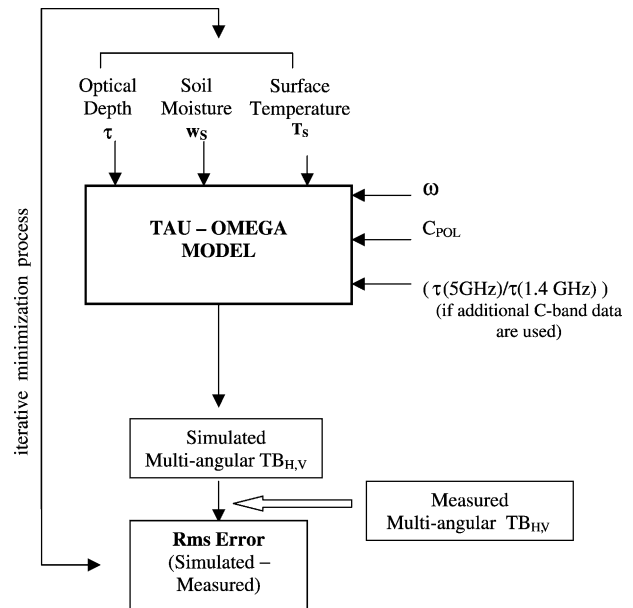 Optical
Depth
τ
Soil
Moisture
wS
Surface
Temperature
TS
TAU – OMEGA
MODEL
ω
CPOL
( τ(5GHz)/τ(1.4 GHz) )
(if additional C-band data
are used)
iterative minimization process
Simulated
Multi-angular TBH,V
Measured
Multi-angular TBH,V
Rms Error
(Simulated –
Measured)